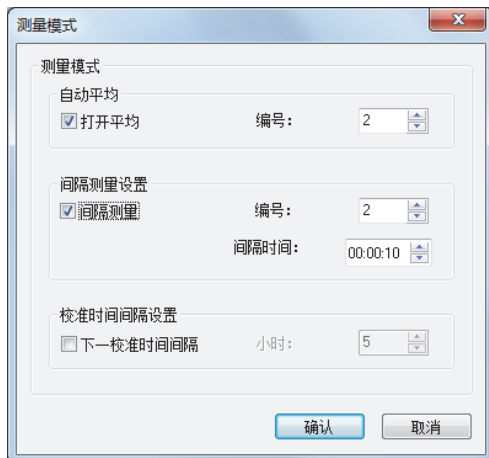 测量模式
测量模式
自动平均
打开平均 编号： 2
间隔测量设置
间隔测量 编号： 2
间隔时间： 00:00:10
校准时间间隔设置
下一校准时间间隔 小时： 5
确认 取消